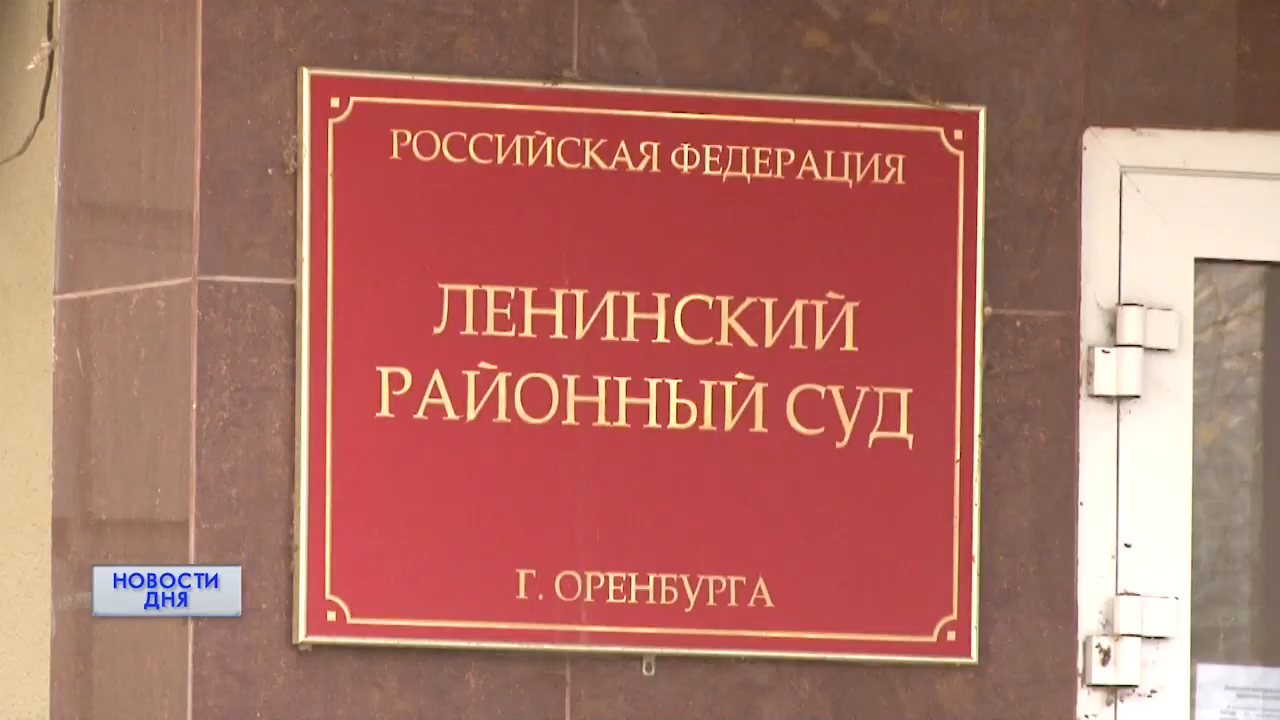 РОССИЙСКАЯ ФЕДЕРАЦИЯ
ЛЕНИНСКИЙ
РАЙОННЫЙ СУД
Г. ОРЕНБУРГА
НОВОСТИ
ДНЯ